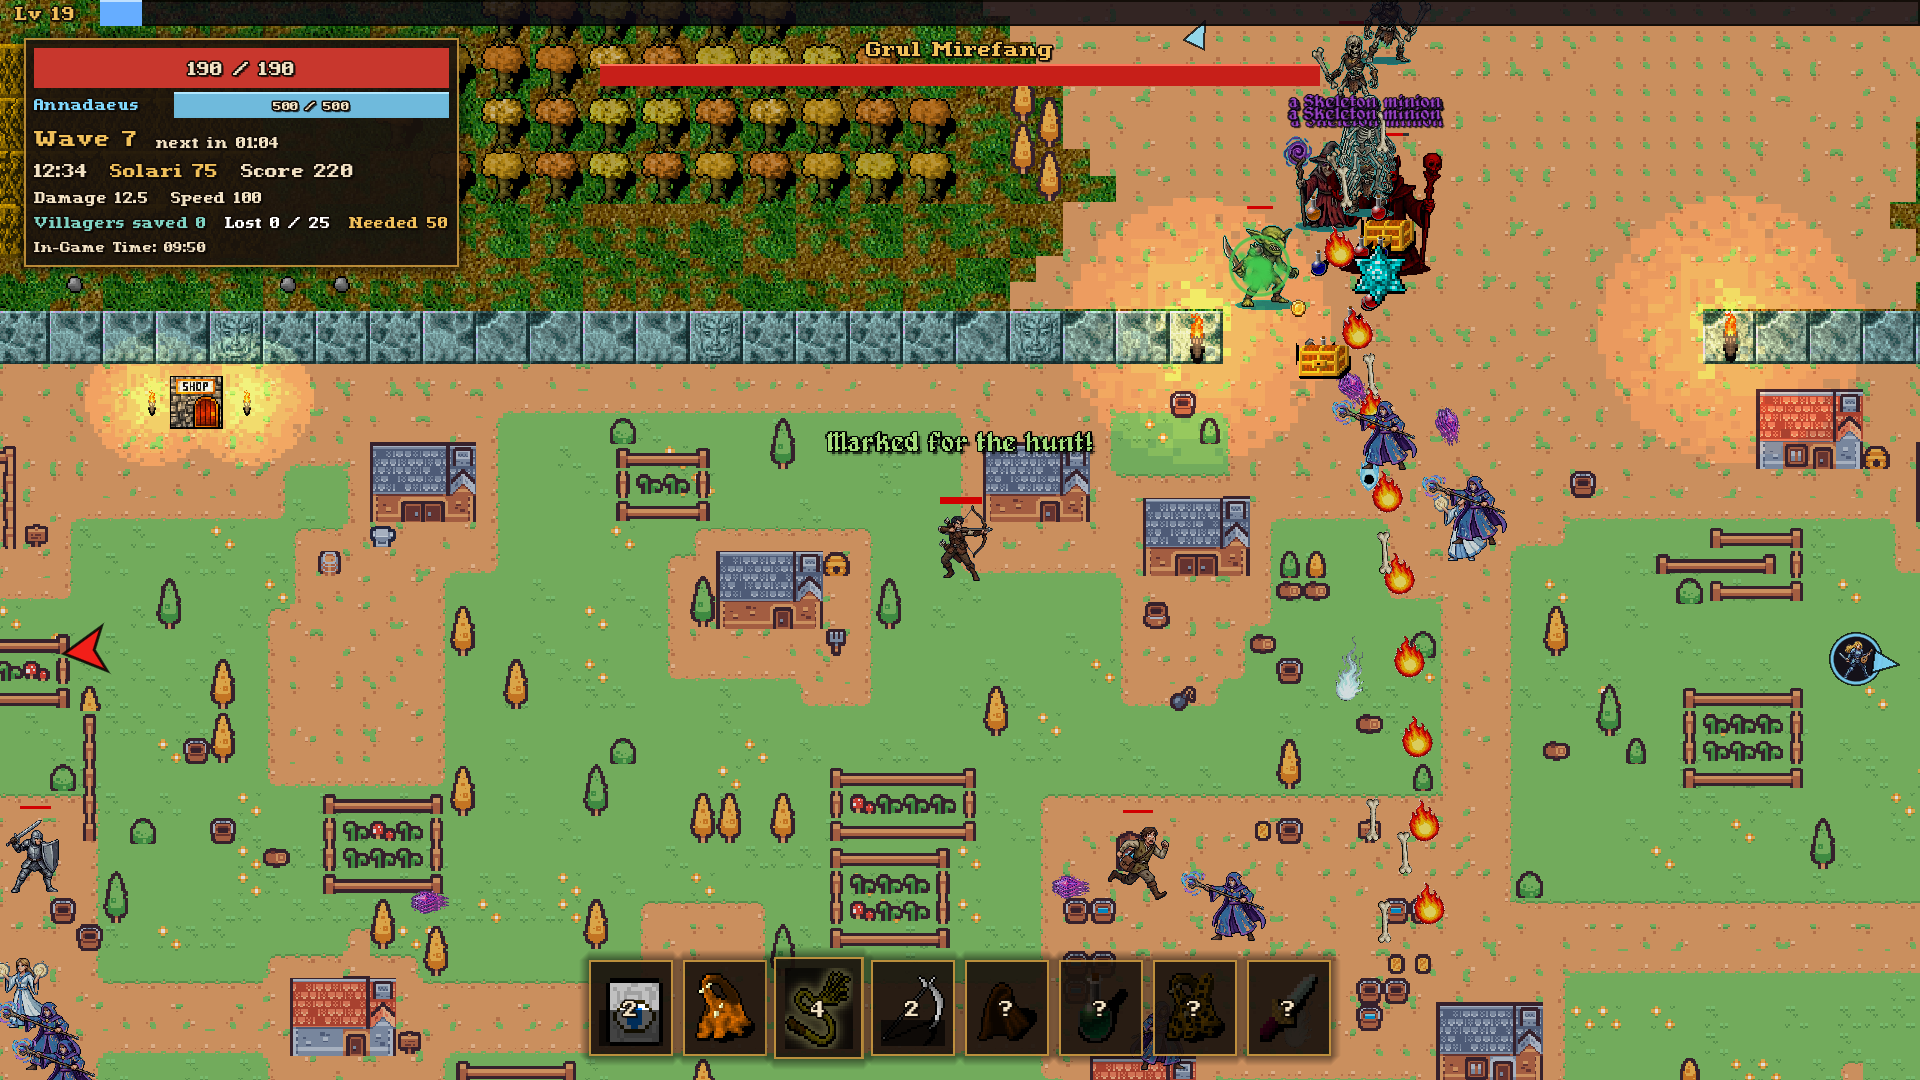 Lv 19
Grul Mirefang
190 / 190
Annadaeus
500 / 500
Wave 7 next in 01:04
12:34 Solari 75 Score 220
Damage 12.5 Speed 100
Villagers saved 0 Lost 0 / 25 Needed 50
In-Game Time: 09:50
a Skeleton minion
a Skeleton minion
SHOP
Marked for the hunt!
2
4
2
?
?
?
?